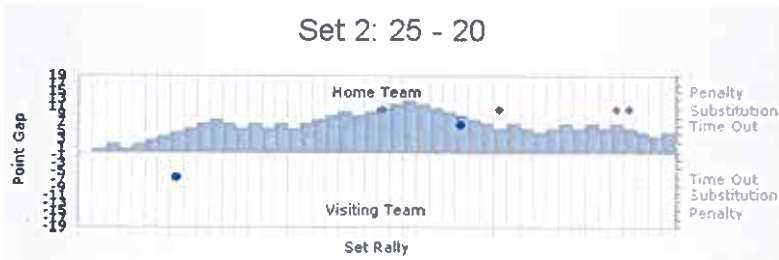 Set 2: 25 - 20
19
Home Team
Penalty
Substitution
Time Out
Point Gap
Time Out
Substitution
Visiting Team
Penalty
-19
Set Rally